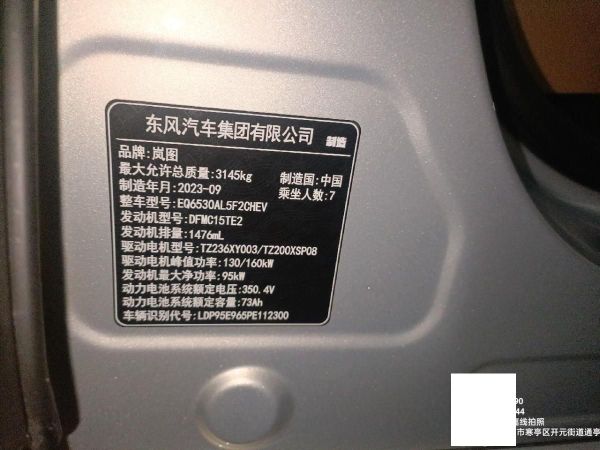 东风汽车集团有限公司 制造
品牌:岚图
最大允许总质量:3145kg 制造国:中国
制造年月:2023-09 乘坐人数:7
整车型号:EQ6530AL5F2CHEV
发动机型号:DFMC15TE2
发动机排量:1476mL
驱动电机型号:TZ236XY003/TZ200XSP08
驱动电机峰值功率:130/160kW
发动机最大净功率:95kW
动力电池系统额定电压:350.4V
动力电池系统额定容量:73Ah
车辆识别代号:LDP95E965PE112300
90
44
线拍照
市寒亭区开元街道通亭